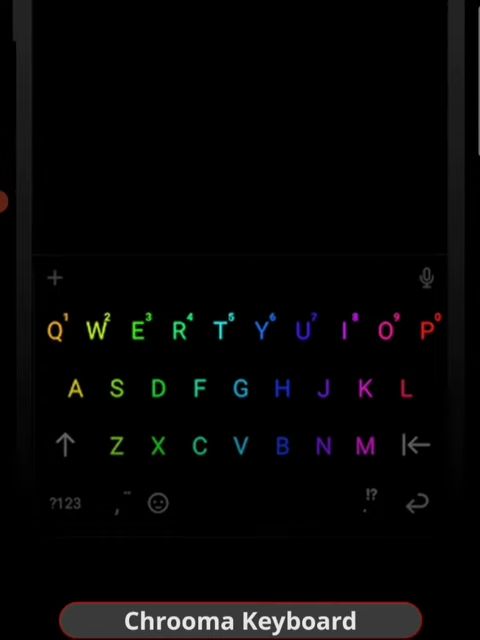 Q1 W2 E3 R4 T5 Y6 U7 I8 O9 P0
A S D F G H J K L
Z X C V B N M
?123 , .!?
Chrooma Keyboard